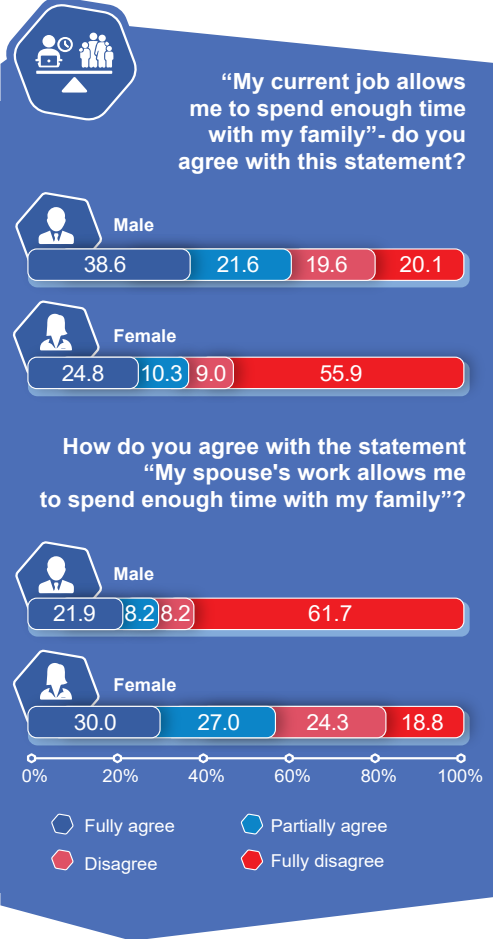 “My current job allows
me to spend enough time
with my family”- do you
agree with this statement?
Male
38.6 21.6 19.6 20.1
Female
24.8 10.3 9.0 55.9
How do you agree with the statement
“My spouse's work allows me
to spend enough time with my family”?
Male
21.9 8.2 8.2 61.7
Female
30.0 27.0 24.3 18.8
0% 20% 40% 60% 80% 100%
Fully agree Partially agree
Disagree Fully disagree